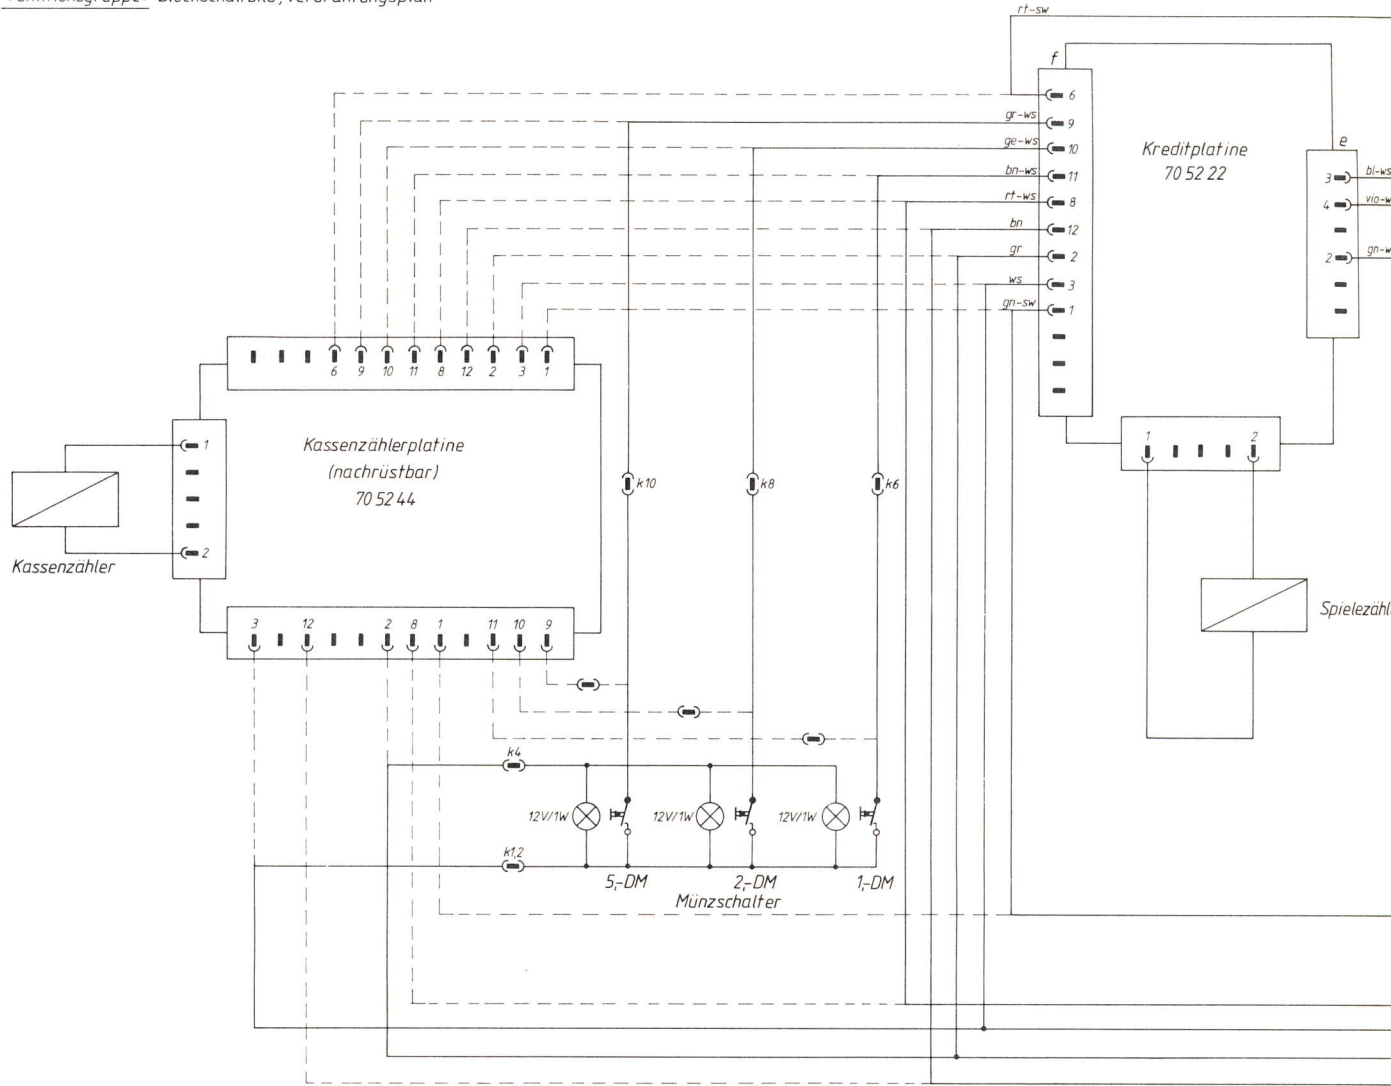 Blockschaltbild, Verdrahtungsplan
rt-sw
f
6
gr-ws
9
ge-ws
10
bn-ws
11
rt-ws
8
bn
12
gr
2
ws
3
gn-sw
1
Kreditplatine
70 52 22
e
3
bl-ws
4
2
1
2
6 9 10 11 8 12 2 3 1
1
2
Kassenzähler
Kassenzählerplatine
(nachrüstbar)
70 52 44
k10
k8
k6
3 12 2 8 1 11 10 9
k4
12V/1W
12V/1W
12V/1W
k1,2
5,-DM
2,-DM
1,-DM
Münzschalter